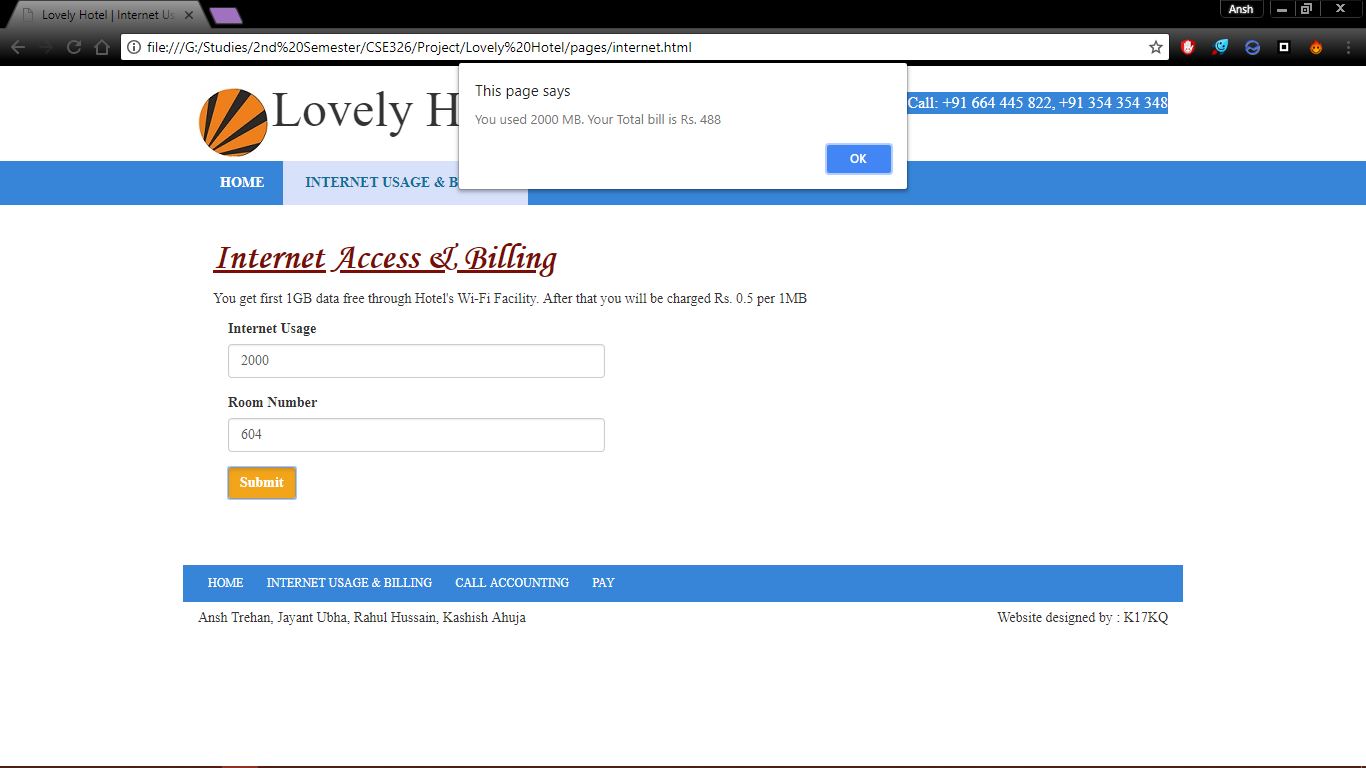 Lovely Hotel | Internet Us
Ansh
file:///G:/Studies/2nd%20Semester/CSE326/Project/Lovely%20Hotel/pages/internet.html
This page says
You used 2000 MB. Your Total bill is Rs. 488
OK
Lovely H
Call: +91 664 445 822, +91 354 354 348
HOME INTERNET USAGE & B
Internet Access & Billing
You get first 1GB data free through Hotel's Wi-Fi Facility. After that you will be charged Rs. 0.5 per 1MB
Internet Usage
2000
Room Number
604
Submit
HOME INTERNET USAGE & BILLING CALL ACCOUNTING PAY
Ansh Trehan, Jayant Ubha, Rahul Hussain, Kashish Ahuja
Website designed by : K17KQ